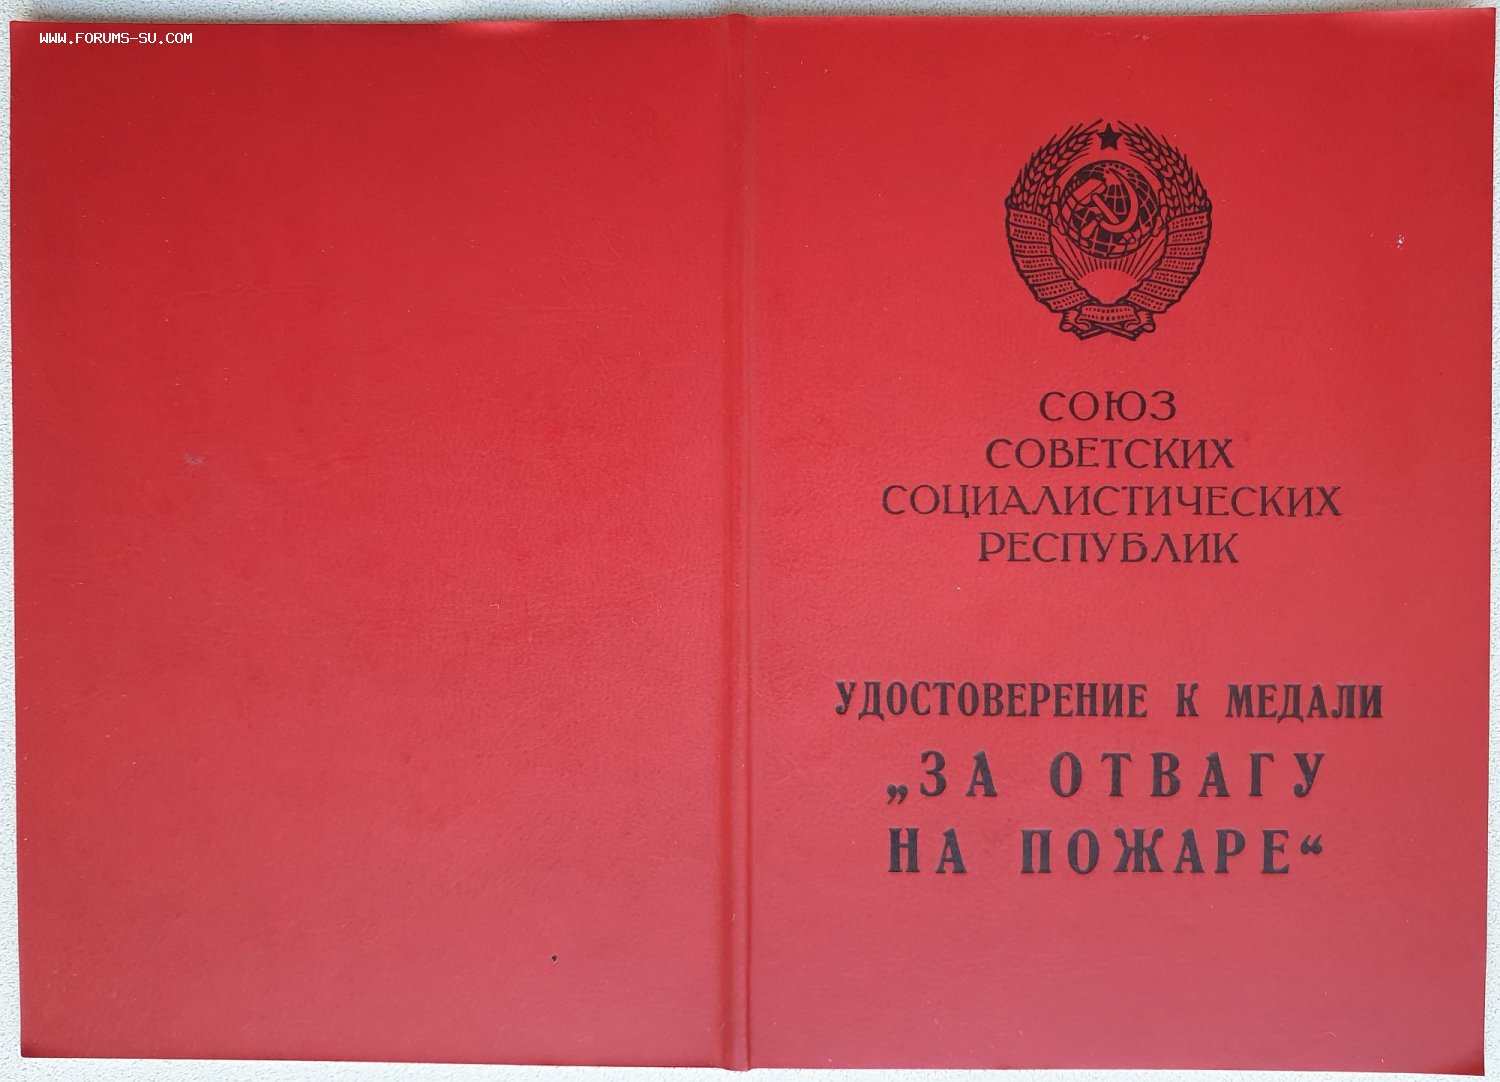 WWW.FORUMS-SU.COM
СОЮЗ
СОВЕТСКИХ
СОЦИАЛИСТИЧЕСКИХ
РЕСПУБЛИК
УДОСТОВЕРЕНИЕ К МЕДАЛИ
„ЗА ОТВАГУ
НА ПОЖАРЕ“